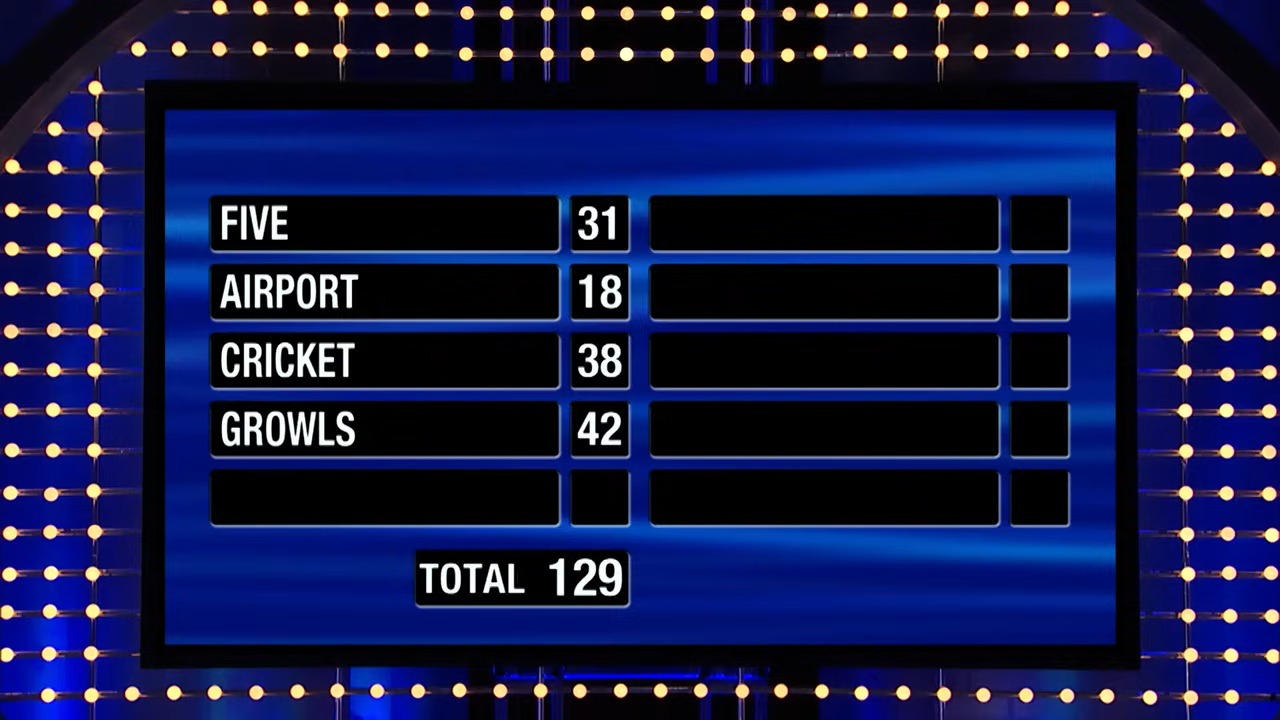 FIVE 31
AIRPORT 18
CRICKET 38
GROWLS 42
TOTAL 129